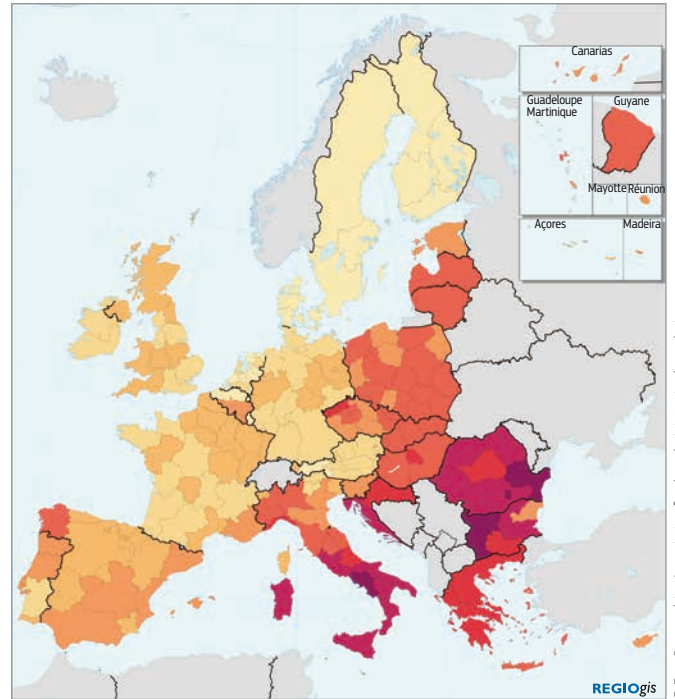 Canarias
Guadeloupe
Martinique
Guyane
Mayotte
Réunion
Açores
Madeira
REGIOgis